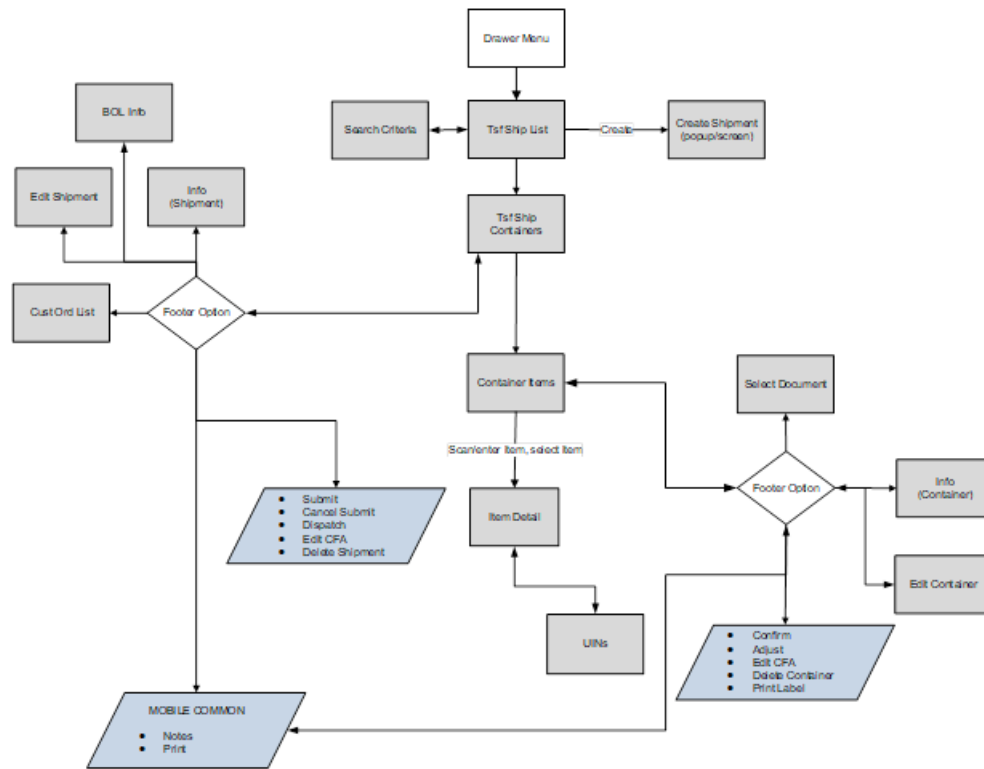 Drawer Menu
BOL Info
Search Criteria
Tsf Ship List
Create
Create Shipment
(popup/screen)
Edit Shipment
Info
(Shipment)
Tsf Ship
Containers
Cust Ord List
Footer Option
Container Items
Select Document
Scan/enter Item, select Item
Footer Option
Info
(Container)
• Submit
• Cancel Submit
• Dispatch
• Edit CFA
• Delete Shipment
Item Detail
Edit Container
UINs
• Confirm
• Adjust
• Edit CFA
• Delete Container
• Print Label
MOBILE COMMON
• Notes
• Print